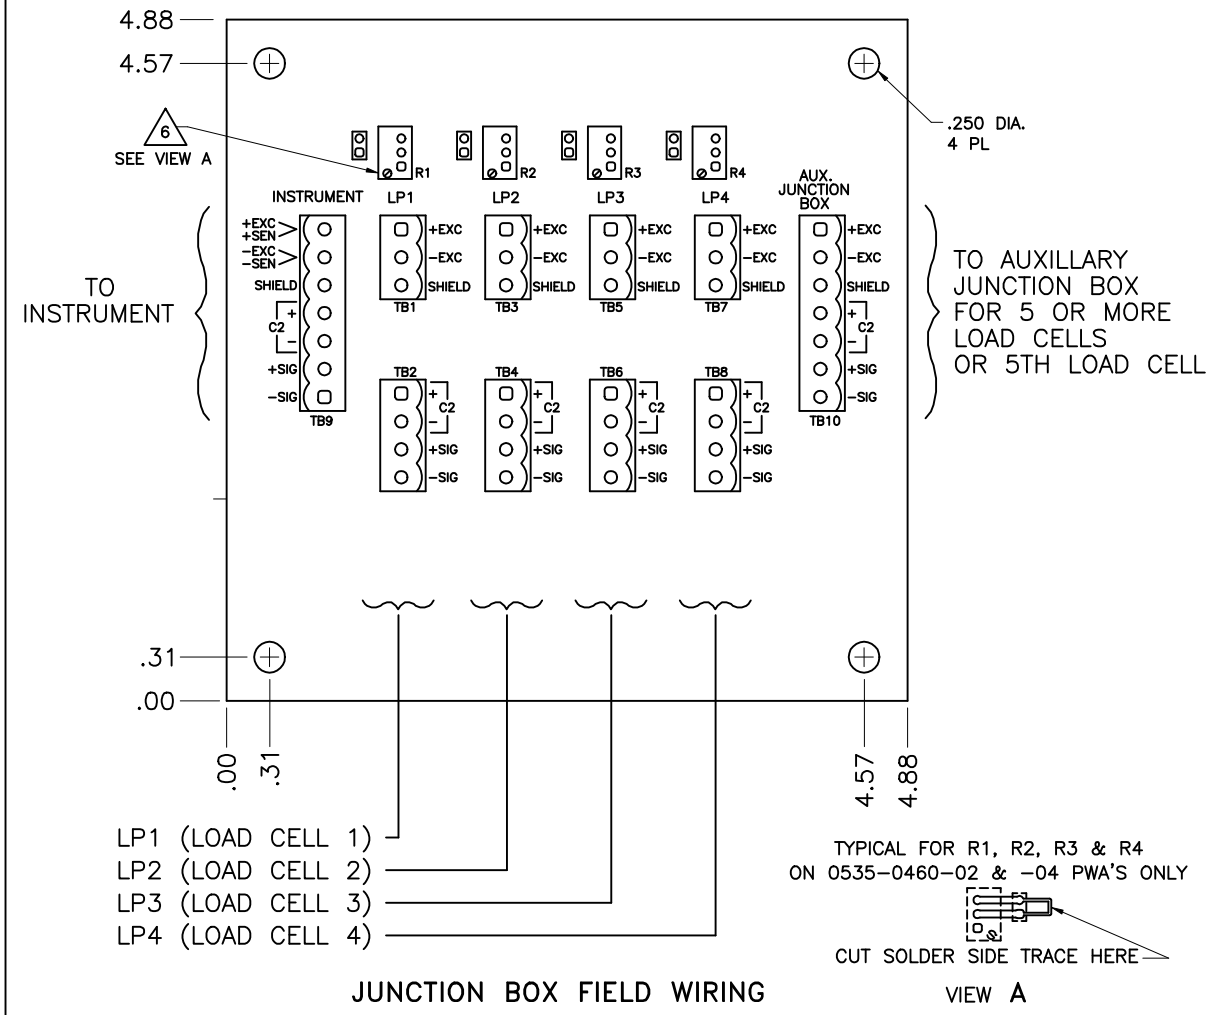 4.88
4.57
6
SEE VIEW A
.250 DIA.
4 PL
R1
R2
R3
R4
INSTRUMENT
LP1
LP2
LP3
LP4
AUX.
JUNCTION
BOX
+EXC
+SEN
-EXC
-SEN
SHIELD
+
C2
-
+SIG
-SIG
TB9
+EXC
-EXC
SHIELD
TB1
+EXC
-EXC
SHIELD
TB3
+EXC
-EXC
SHIELD
TB5
+EXC
-EXC
SHIELD
TB7
+EXC
-EXC
SHIELD
+
C2
-
+SIG
-SIG
TB10
TO
INSTRUMENT
TO AUXILLARY
JUNCTION BOX
FOR 5 OR MORE
LOAD CELLS
OR 5TH LOAD CELL
TB2
+
C2
-
+SIG
-SIG
TB4
+
C2
-
+SIG
-SIG
TB6
+
C2
-
+SIG
-SIG
TB8
+
C2
-
+SIG
-SIG
.31
.00
.00
.31
4.57
4.88
LP1 (LOAD CELL 1)
LP2 (LOAD CELL 2)
LP3 (LOAD CELL 3)
LP4 (LOAD CELL 4)
TYPICAL FOR R1, R2, R3 & R4
ON 0535-0460-02 & -04 PWA'S ONLY
CUT SOLDER SIDE TRACE HERE
VIEW A
JUNCTION BOX FIELD WIRING